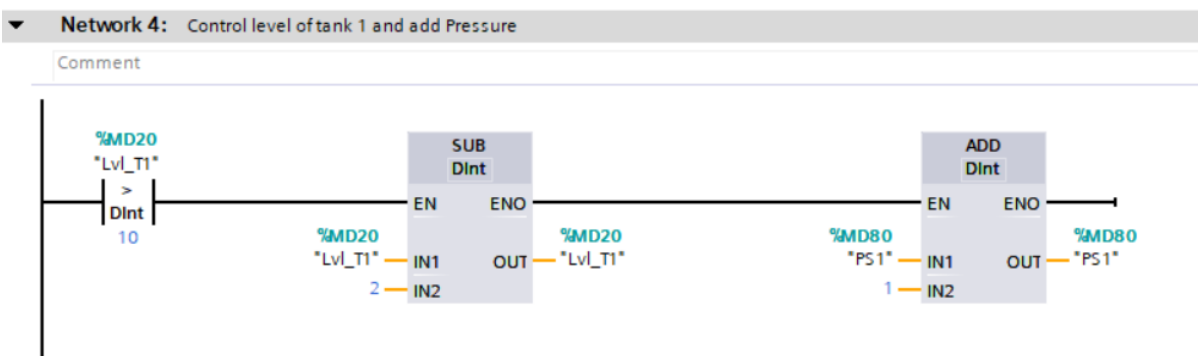 Network 4: Control level of tank 1 and add Pressure
Comment
%MD20
"Lvl_T1"
>
DInt
10
SUB
DInt
EN ENO
%MD20
"Lvl_T1"
IN1
2
IN2
OUT
%MD20
"Lvl_T1"
ADD
DInt
EN ENO
%MD80
"PS1"
IN1
1
IN2
OUT
%MD80
"PS1"